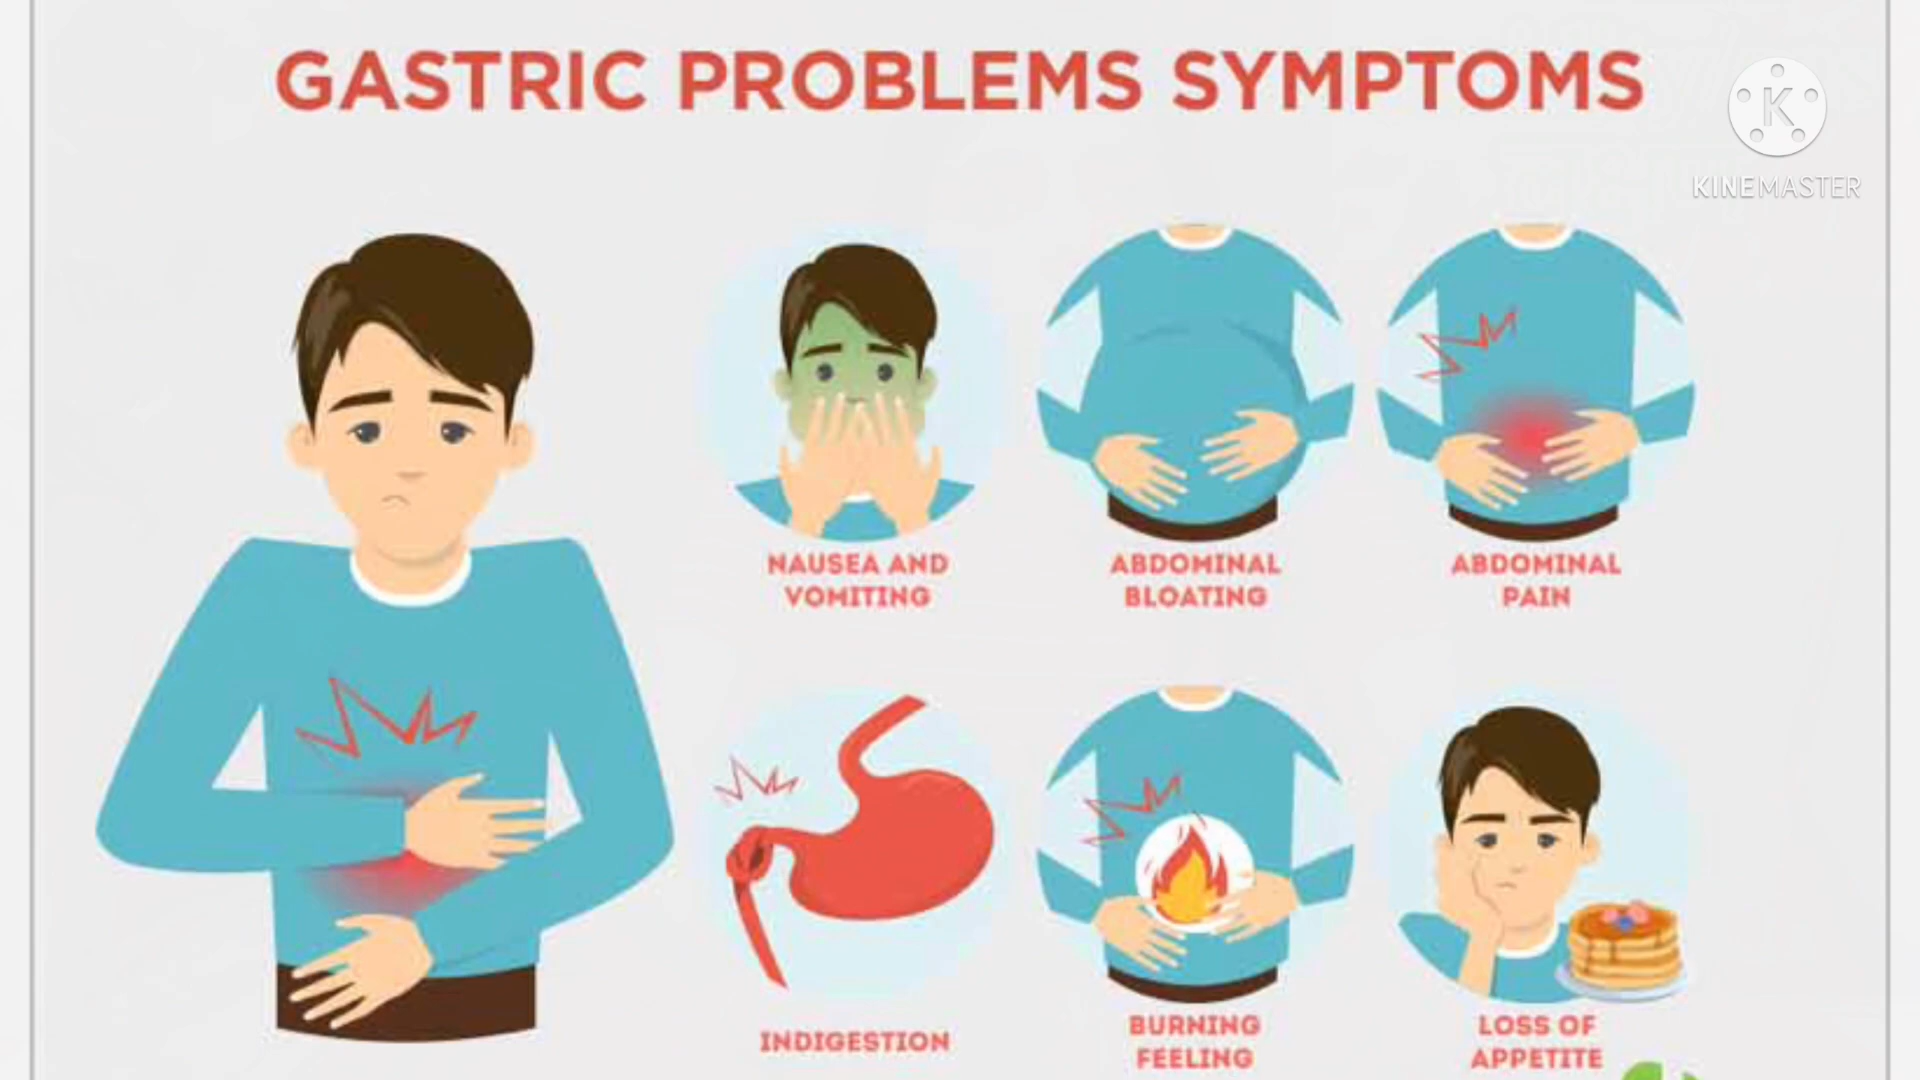 GASTRIC PROBLEMS SYMPTOMS
K
KINEMASTER
NAUSEA AND
VOMITING
ABDOMINAL
BLOATING
ABDOMINAL
PAIN
INDIGESTION
BURNING
FEELING
LOSS OF
APPETITE